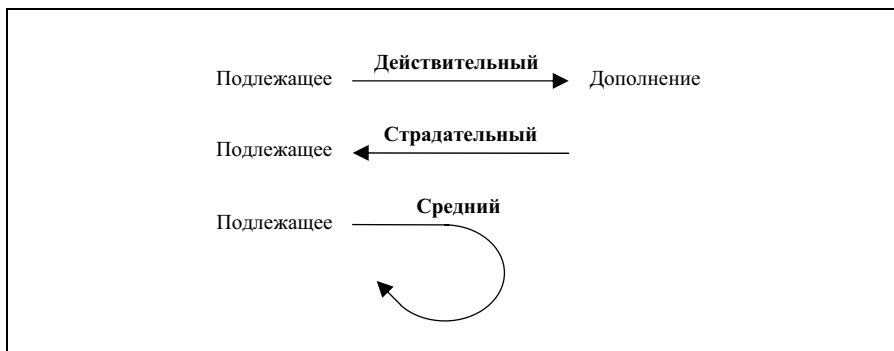 Действительный
Подлежащее Дополнение
Страдательный
Подлежащее
Средний
Подлежащее